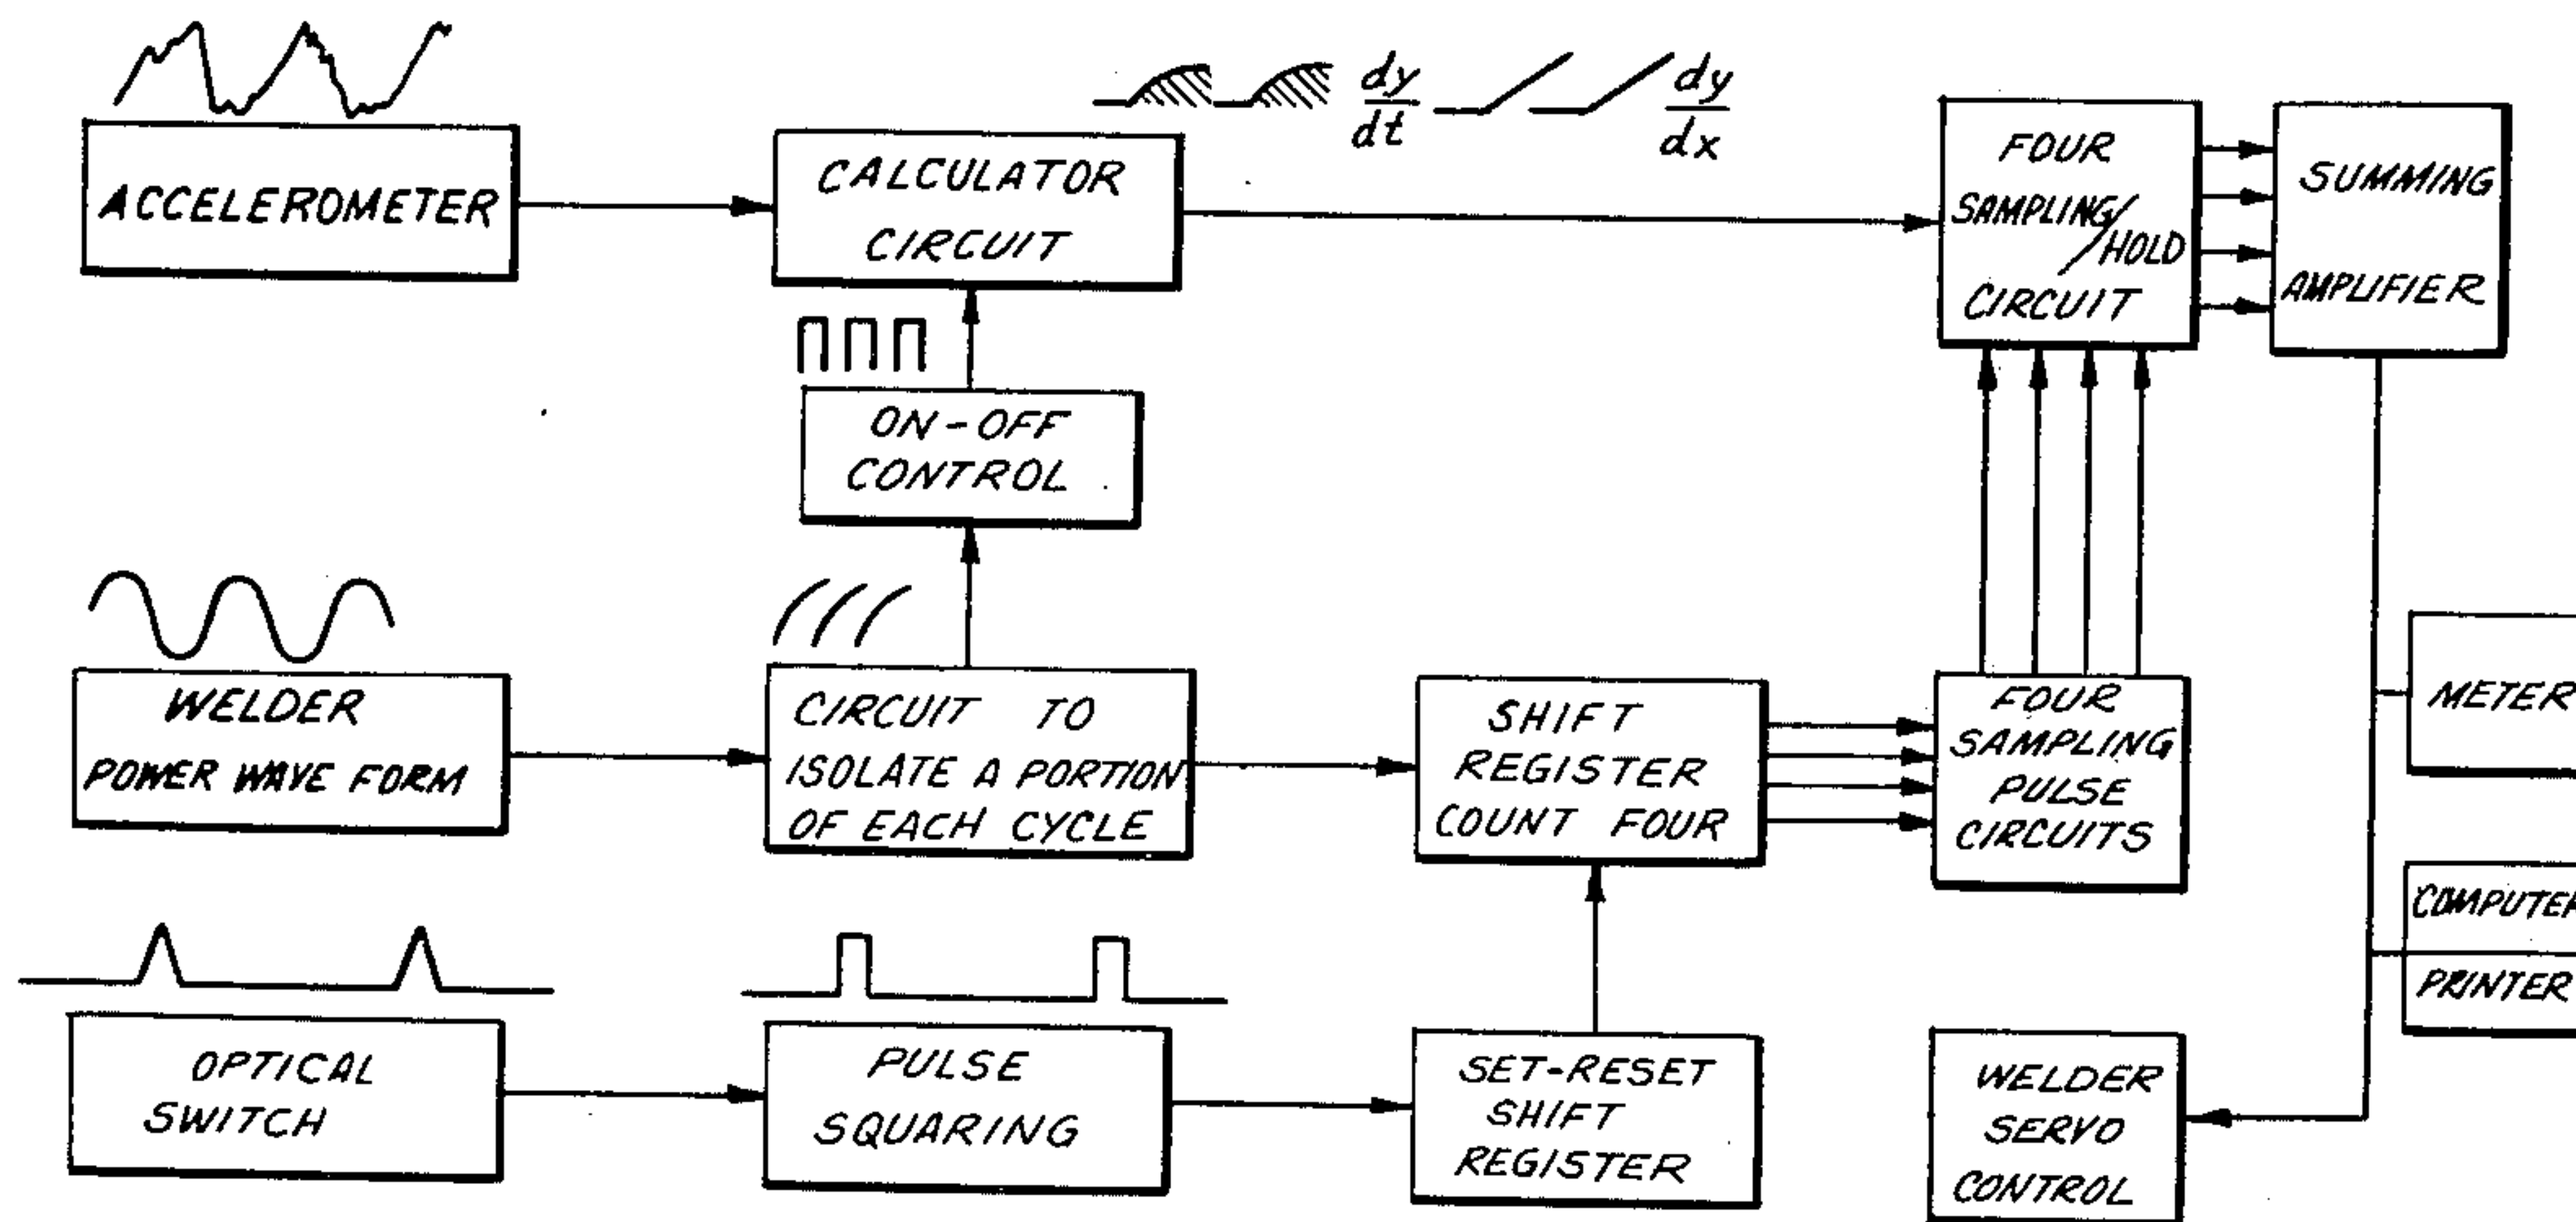 dy
dt
dy
dx
ACCELEROMETER
CALCULATOR
CIRCUIT
FOUR
SAMPLING/
/HOLD
CIRCUIT
SUMMING
AMPLIFIER
ON-OFF
CONTROL
WELDER
POWER WAVE FORM
CIRCUIT TO
ISOLATE A PORTION
OF EACH CYCLE
SHIFT
REGISTER
COUNT FOUR
FOUR
SAMPLING
PULSE
CIRCUITS
METER
COMPUTER
PRINTER
OPTICAL
SWITCH
PULSE
SQUARING
SET-RESET
SHIFT
REGISTER
WELDER
SERVO
CONTROL